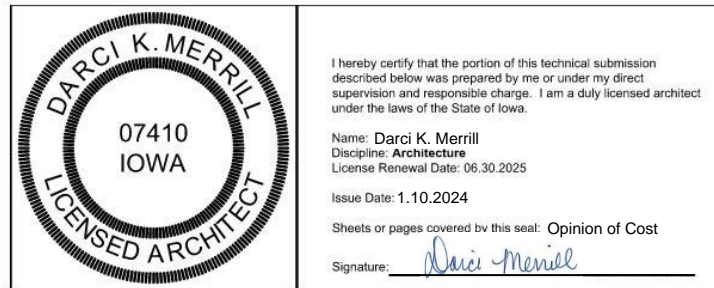 DARCI K. MERRILL
07410
IOWA
LICENSED ARCHITECT
I hereby certify that the portion of this technical submission
described below was prepared by me or under my direct
supervision and responsible charge. I am a duly licensed architect
under the laws of the State of Iowa.
Name: Darci K. Merrill
Discipline: Architecture
License Renewal Date: 06.30.2025
Issue Date: 1.10.2024
Sheets or pages covered by this seal: Opinion of Cost
Signature: Darci Merrill